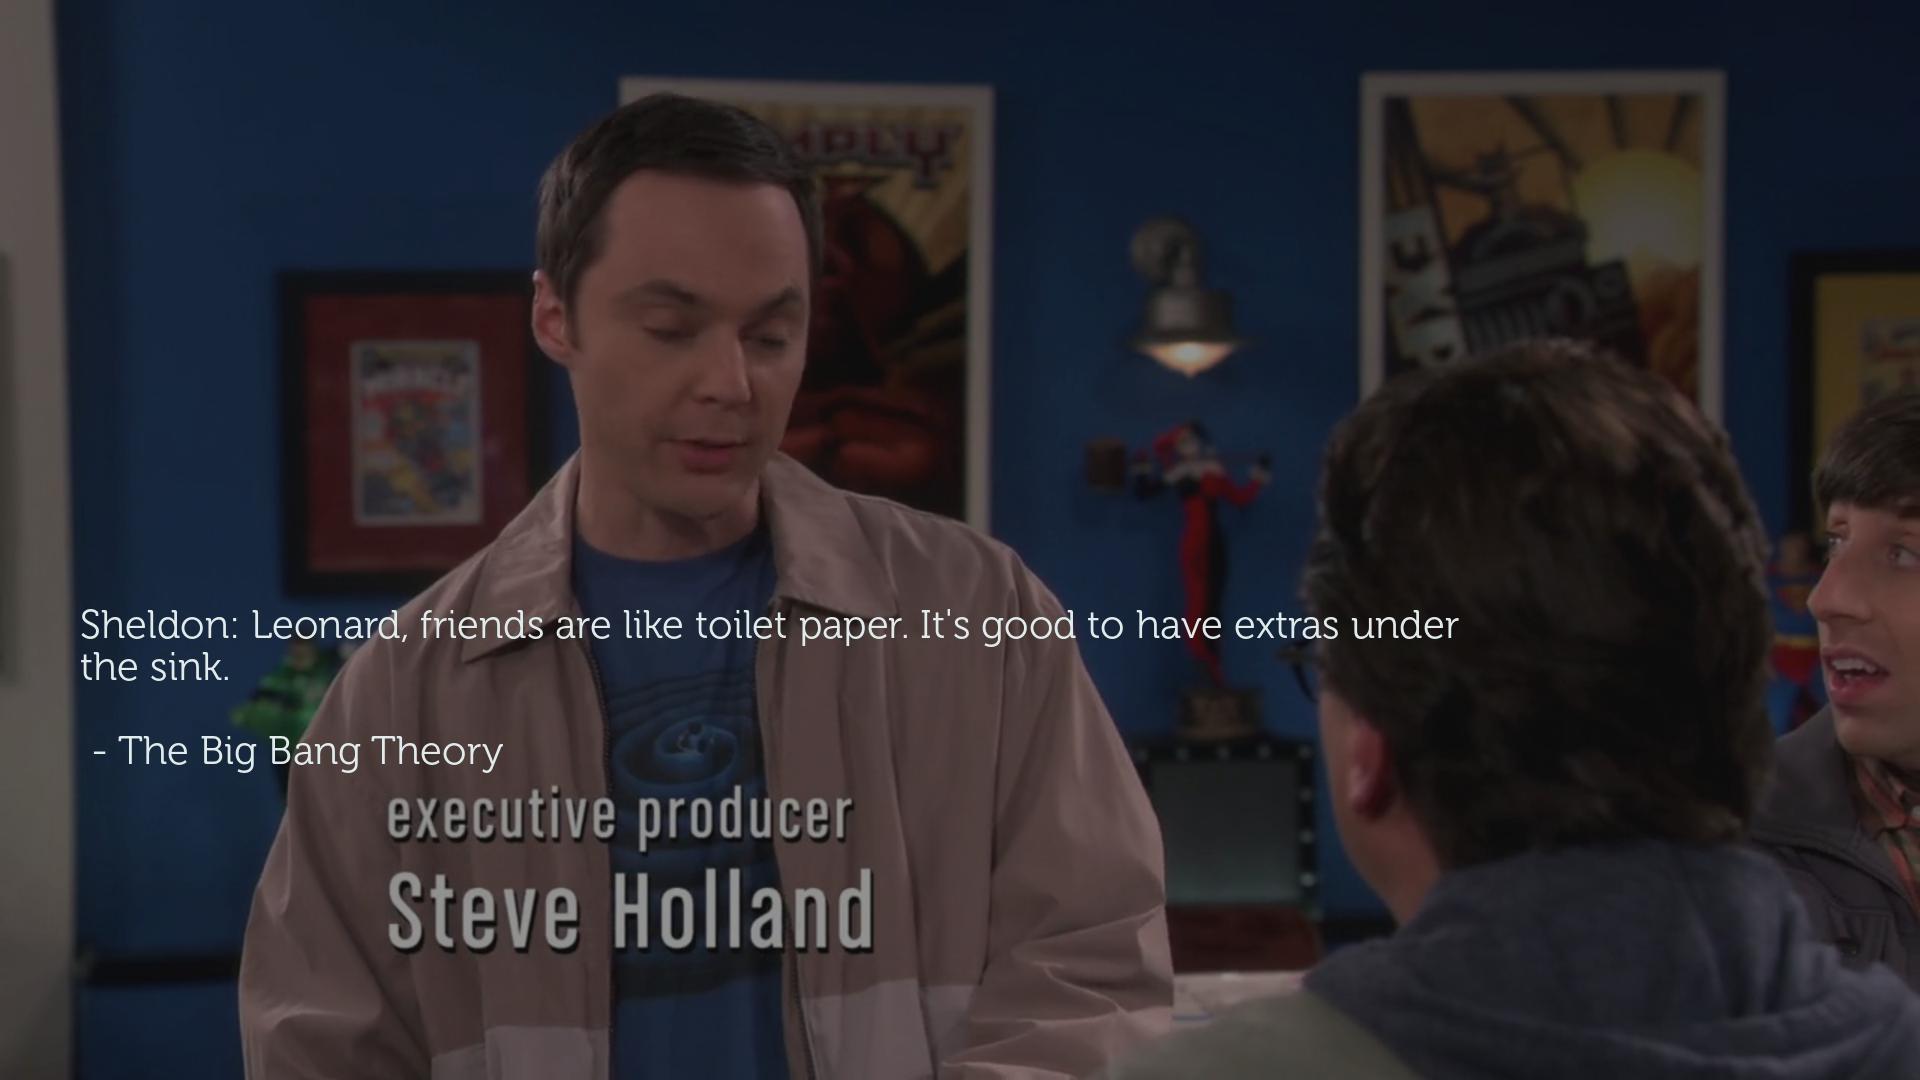 MPLY
Sheldon: Leonard, friends are like toilet paper. It's good to have extras under
the sink.
- The Big Bang Theory
executive producer
Steve Holland